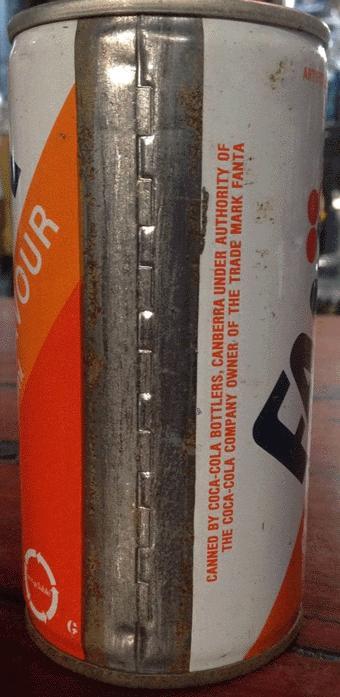 OUR
CANNED BY COCA-COLA BOTTLERS, CANBERRA UNDER AUTHORITY OF
THE COCA-COLA COMPANY OWNER OF THE TRADE MARK FANTA
FA